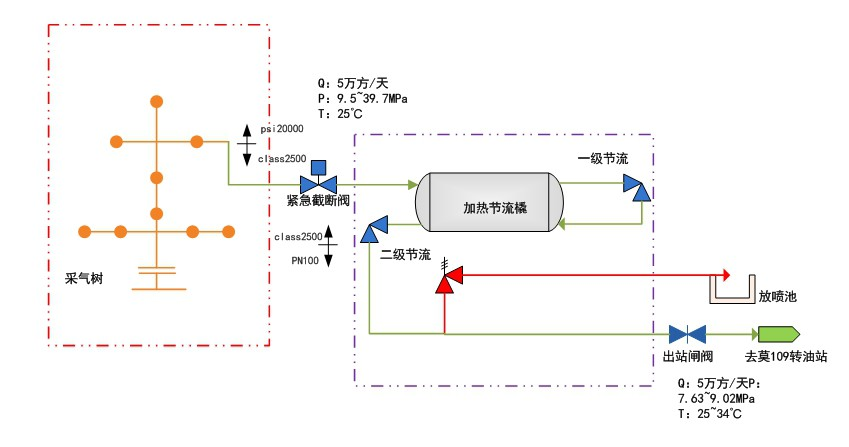 Q: 5万方/天
P: 9.5~39.7MPa
T: 25℃
psi20000
class2500
紧急截断阀
一级节流
加热节流橇
class2500
PN100
二级节流
采气树
放喷池
出站闸阀
去莫109转油站
Q: 5万方/天P:
7.63~9.02MPa
T: 25~34℃